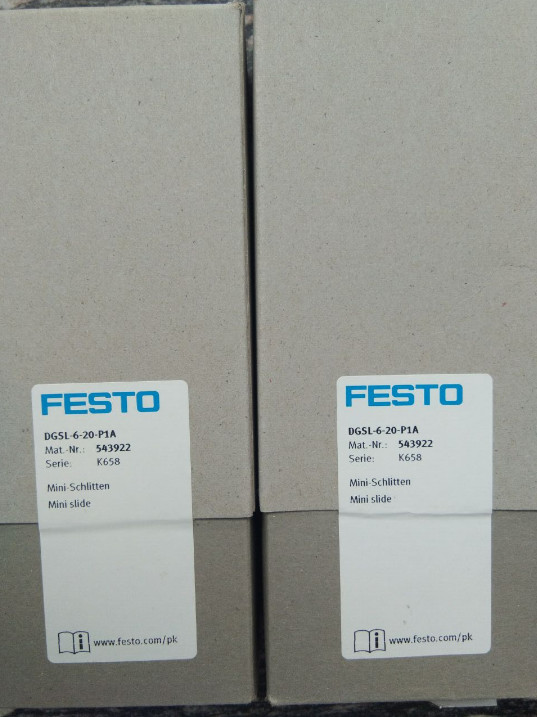 FESTO
DGSL-6-20-P1A
Mat.-Nr.: 543922
Serie: K658
Mini-Schlitten
Mini slide
www.festo.com/pk
FESTO
DGSL-6-20-P1A
Mat.-Nr.: 543922
Serie: K658
Mini-Schlitten
Mini slide
www.festo.com/pk